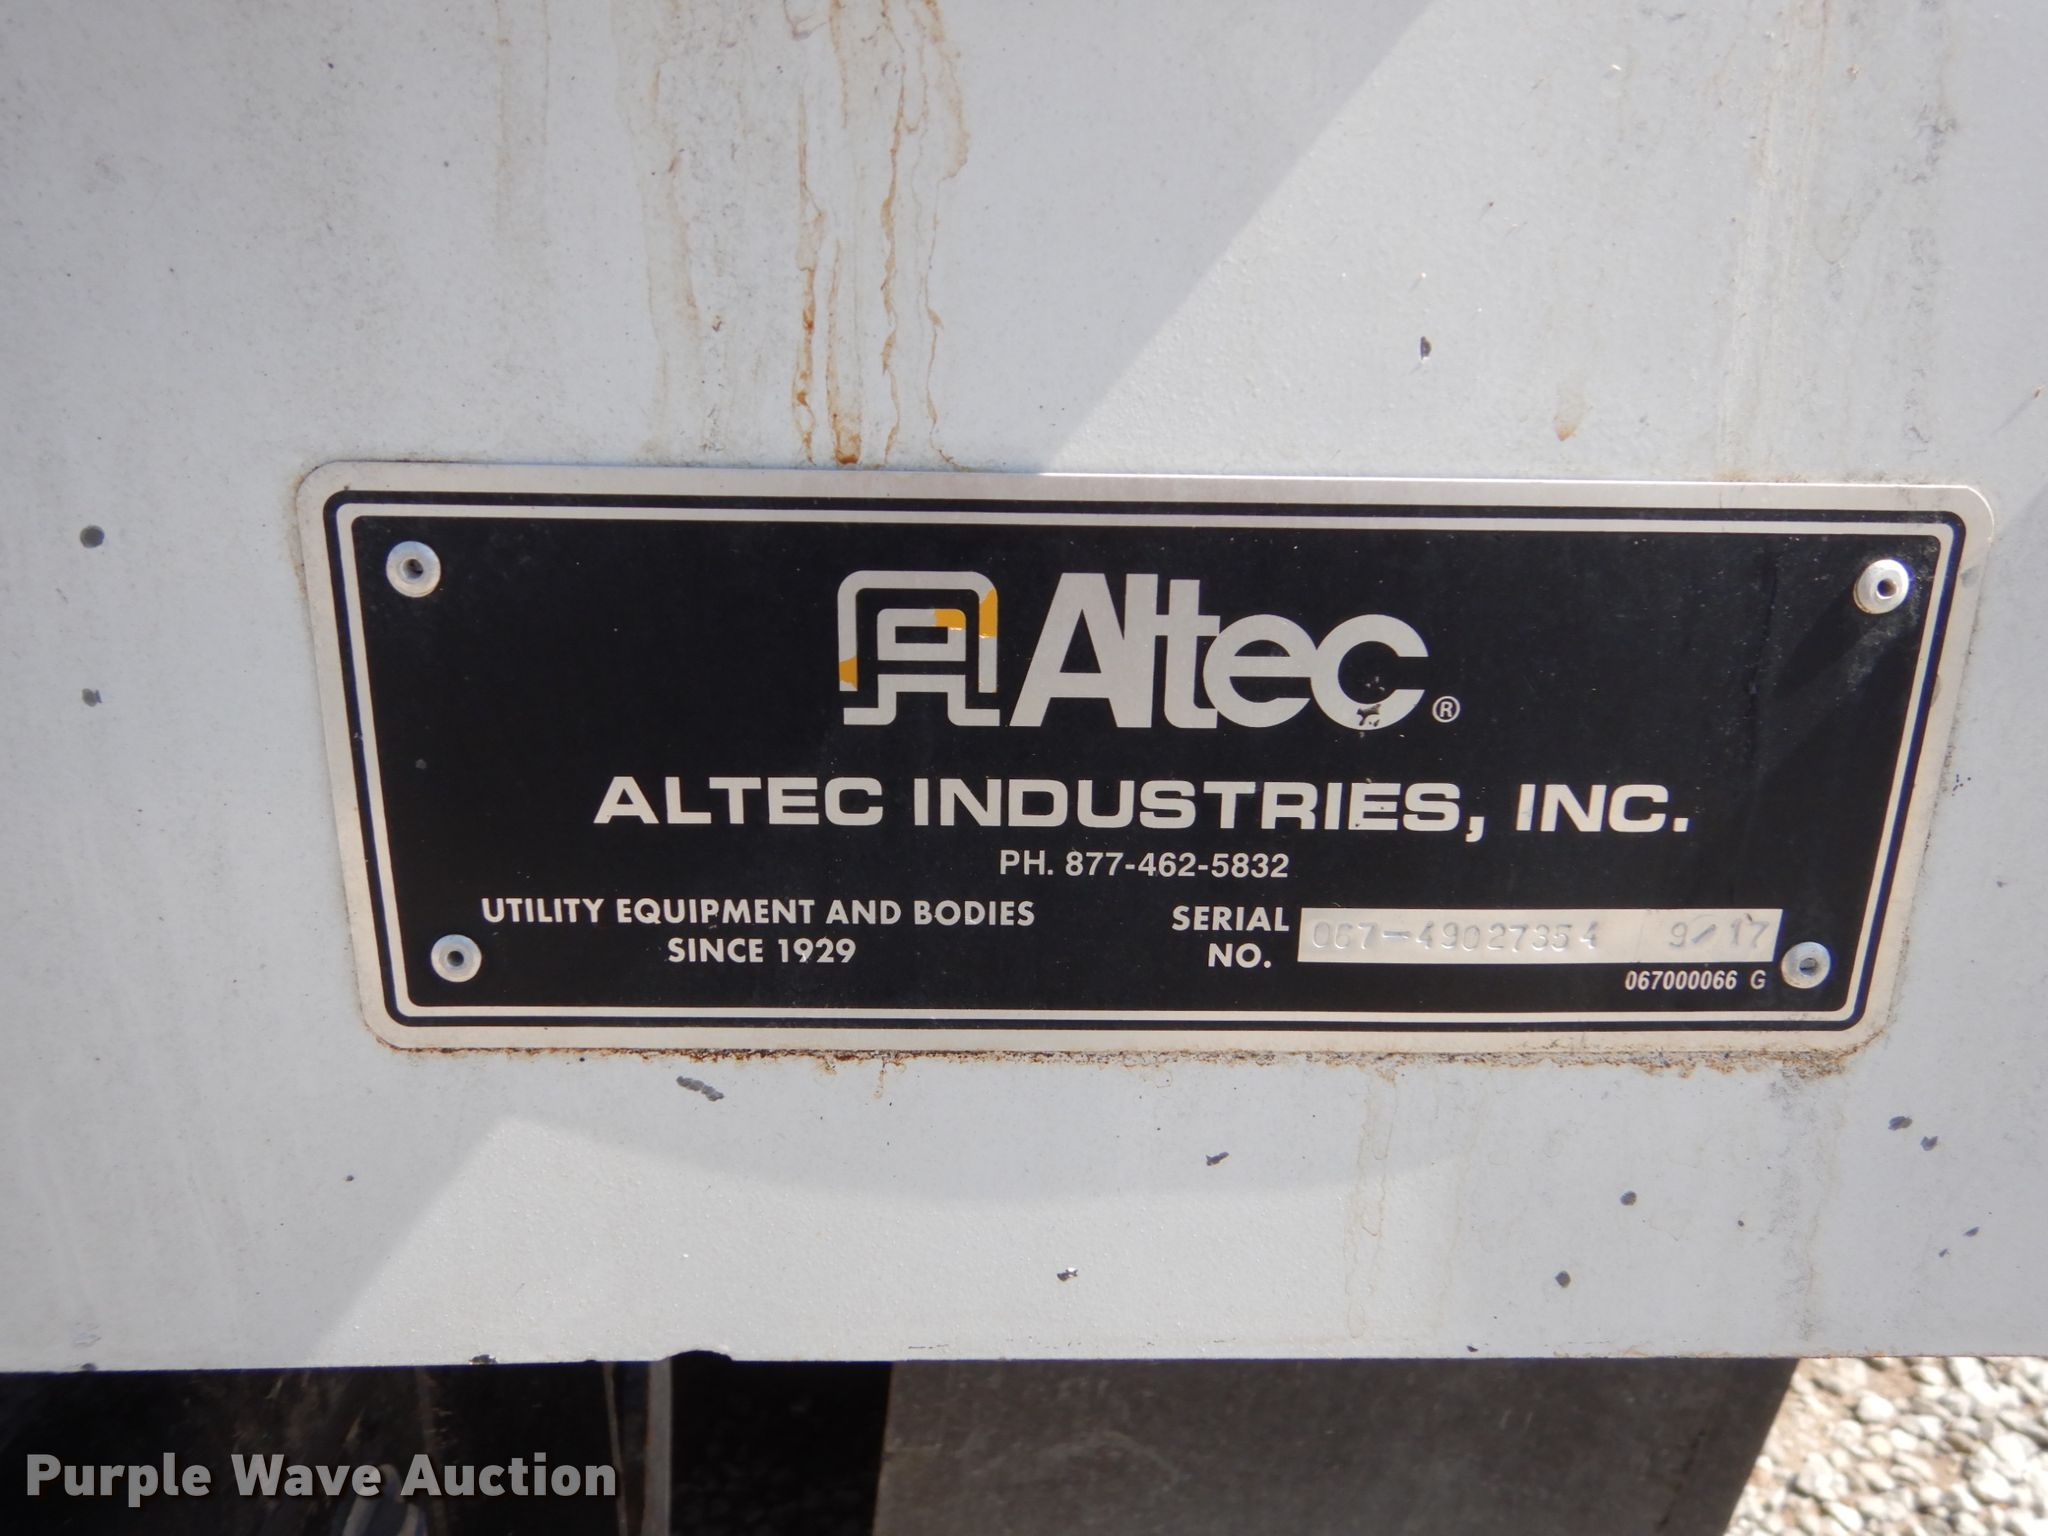 Altec®
ALTEC INDUSTRIES, INC.
PH. 877-462-5832
UTILITY EQUIPMENT AND BODIES
SINCE 1929
SERIAL
NO.
067-49027354 9/17
067000066 G
Purple Wave Auction